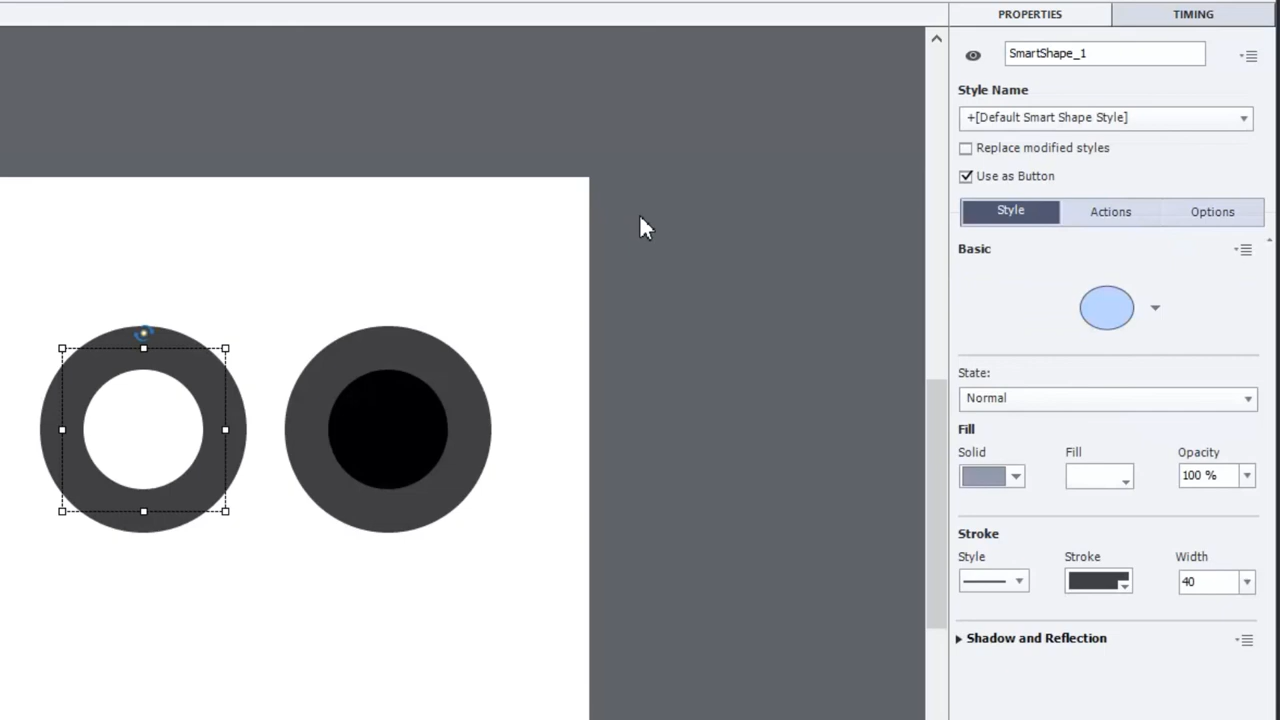 PROPERTIES
TIMING
SmartShape_1
Style Name
+[Default Smart Shape Style]
Replace modified styles
Use as Button
Style
Actions
Options
Basic
State:
Normal
Fill
Solid
Fill
Opacity
100 %
Stroke
Style
Stroke
Width
40
Shadow and Reflection